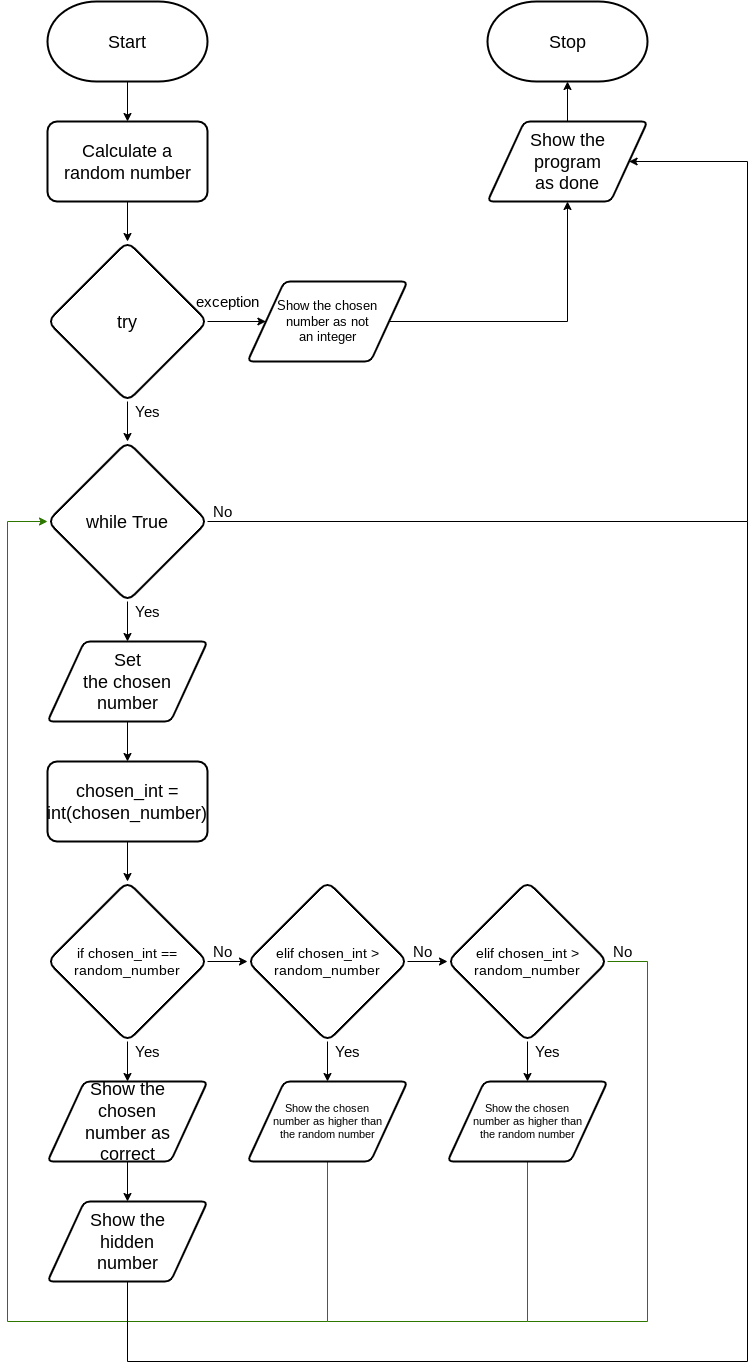 Start
Stop
Calculate a
random number
Show the
program
as done
try
exception
Show the chosen
number as not
an integer
Yes
while True
No
Yes
Set
the chosen
number
chosen_int =
int(chosen_number)
if chosen_int ==
random_number
No
elif chosen_int >
random_number
No
elif chosen_int >
random_number
No
Yes
Yes
Yes
Show the
chosen
number as
correct
Show the chosen
number as higher than
the random number
Show the chosen
number as higher than
the random number
Show the
hidden
number